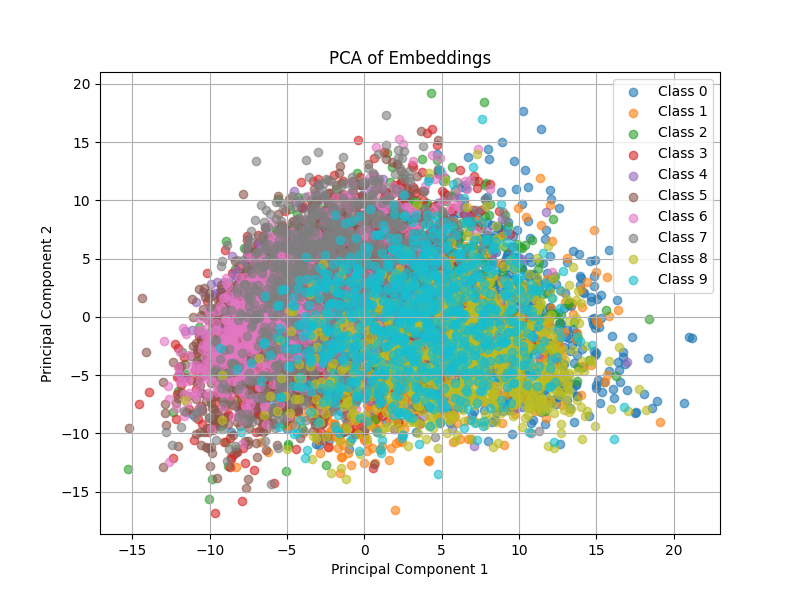 PCA of Embeddings
Class 0
Class 1
Class 2
Class 3
Class 4
Class 5
Class 6
Class 7
Class 8
Class 9
20
15
10
5
0
−5
−10
−15
Principal Component 2
−15 −10 −5 0 5 10 15 20
Principal Component 1